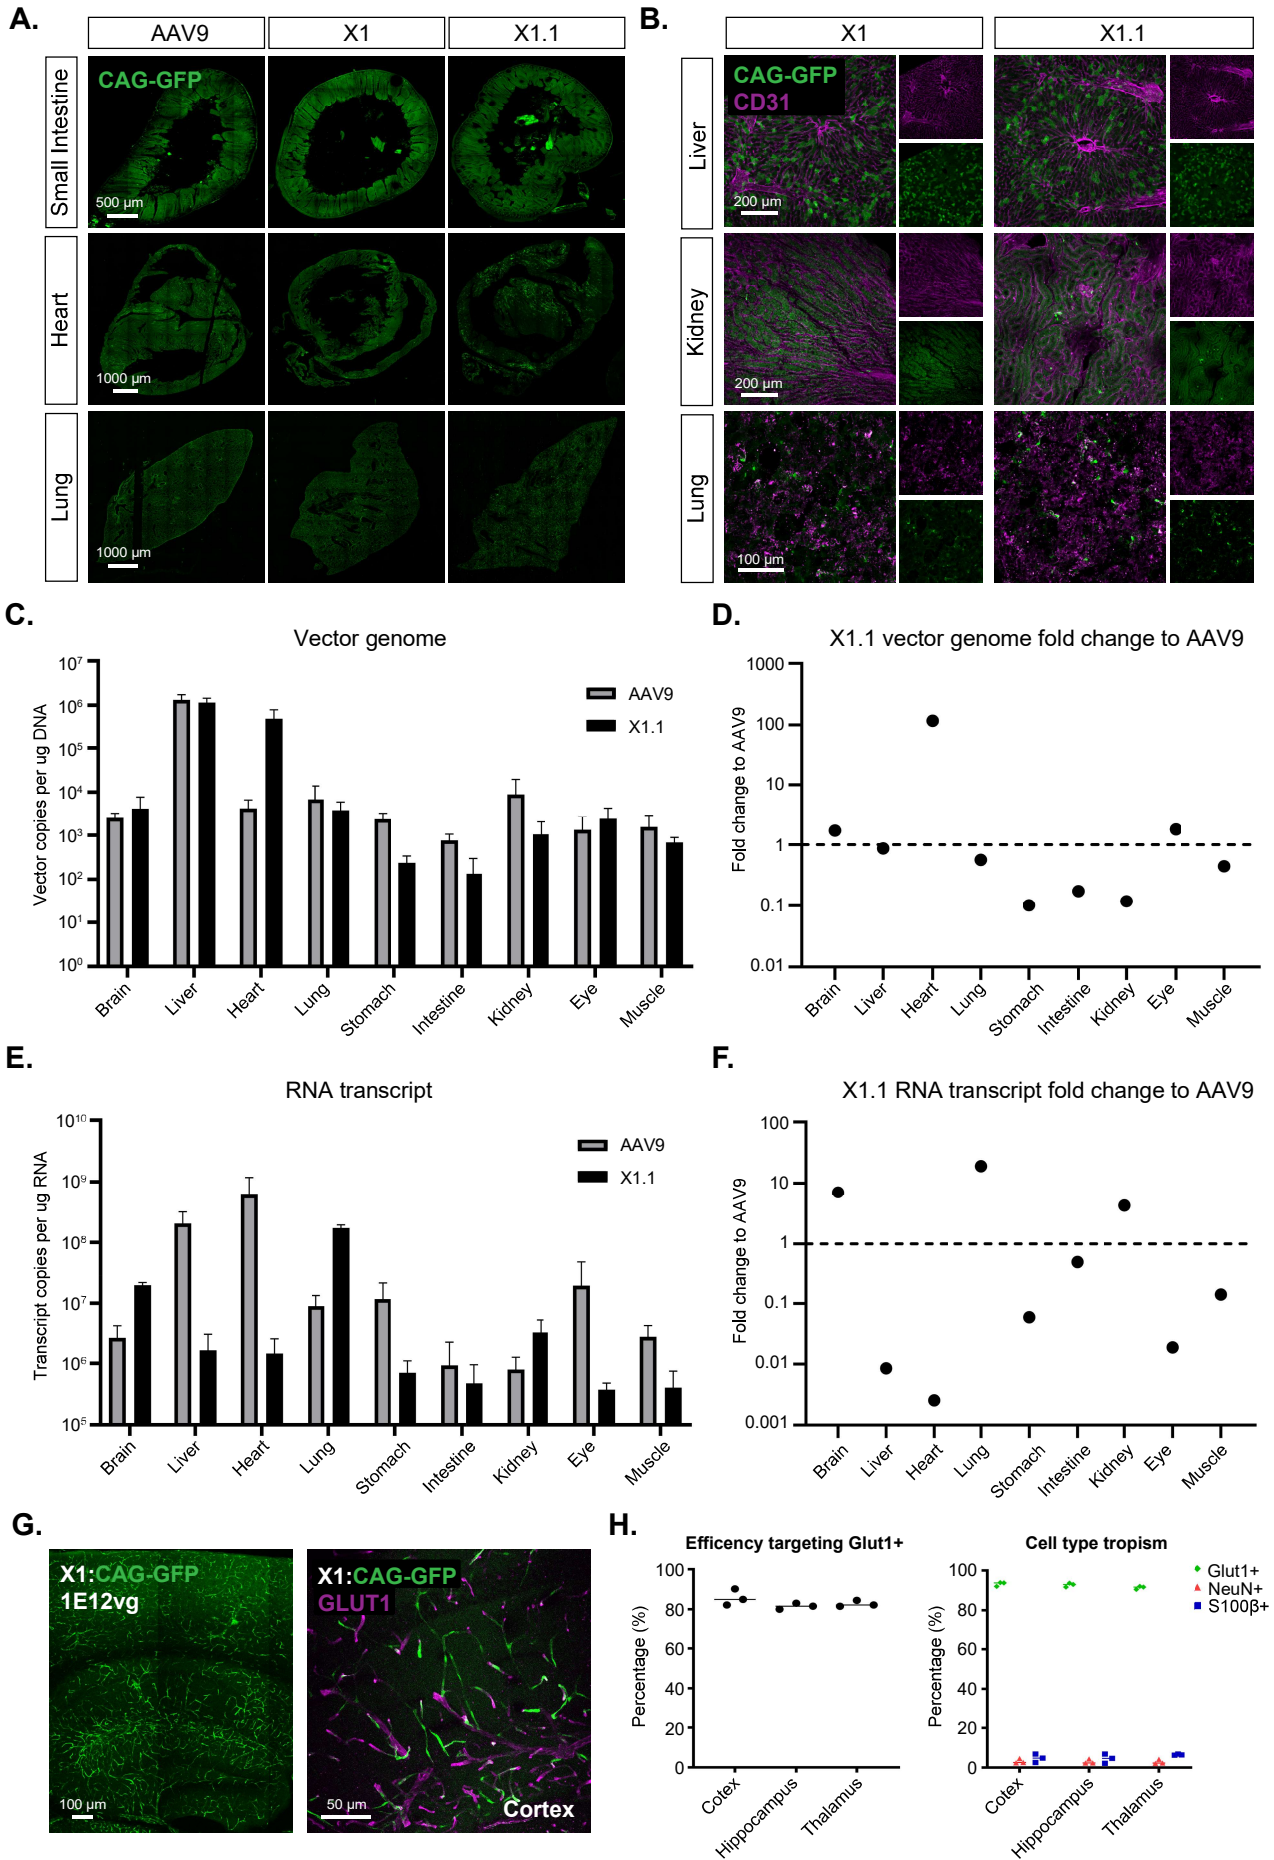 A.
AAV9
X1
X1.1
Small Intestine
CAG-GFP
500 µm
Heart
1000 µm
Lung
1000 µm
B.
X1
X1.1
Liver
CAG-GFP
CD31
200 µm
Kidney
200 µm
Lung
100 µm
C.
Vector genome
Vector copies per ug DNA
10⁷
10⁶
10⁵
10⁴
10³
10²
10¹
10⁰
AAV9
X1.1
Brain
Liver
Heart
Lung
Stomach
Intestine
Kidney
Eye
Muscle
D.
X1.1 vector genome fold change to AAV9
Fold change to AAV9
1000
100
10
1
0.1
0.01
Brain
Liver
Heart
Lung
Stomach
Intestine
Kidney
Eye
Muscle
E.
RNA transcript
Transcript copies per ug RNA
10¹⁰
10⁹
10⁸
10⁷
10⁶
10⁵
AAV9
X1.1
Brain
Liver
Heart
Lung
Stomach
Intestine
Kidney
Eye
Muscle
F.
X1.1 RNA transcript fold change to AAV9
Fold change to AAV9
100
10
1
0.1
0.01
0.001
Brain
Liver
Heart
Lung
Stomach
Intestine
Kidney
Eye
Muscle
G.
X1:CAG-GFP
1E12vg
100 µm
X1:CAG-GFP
GLUT1
50 µm
Cortex
H.
Efficency targeting Glut1+
Percentage (%)
100
80
60
40
20
0
Cotex
Hippocampus
Thalamus
Cell type tropism
Percentage (%)
100
80
60
40
20
0
Cotex
Hippocampus
Thalamus
Glut1+
NeuN+
S100β+